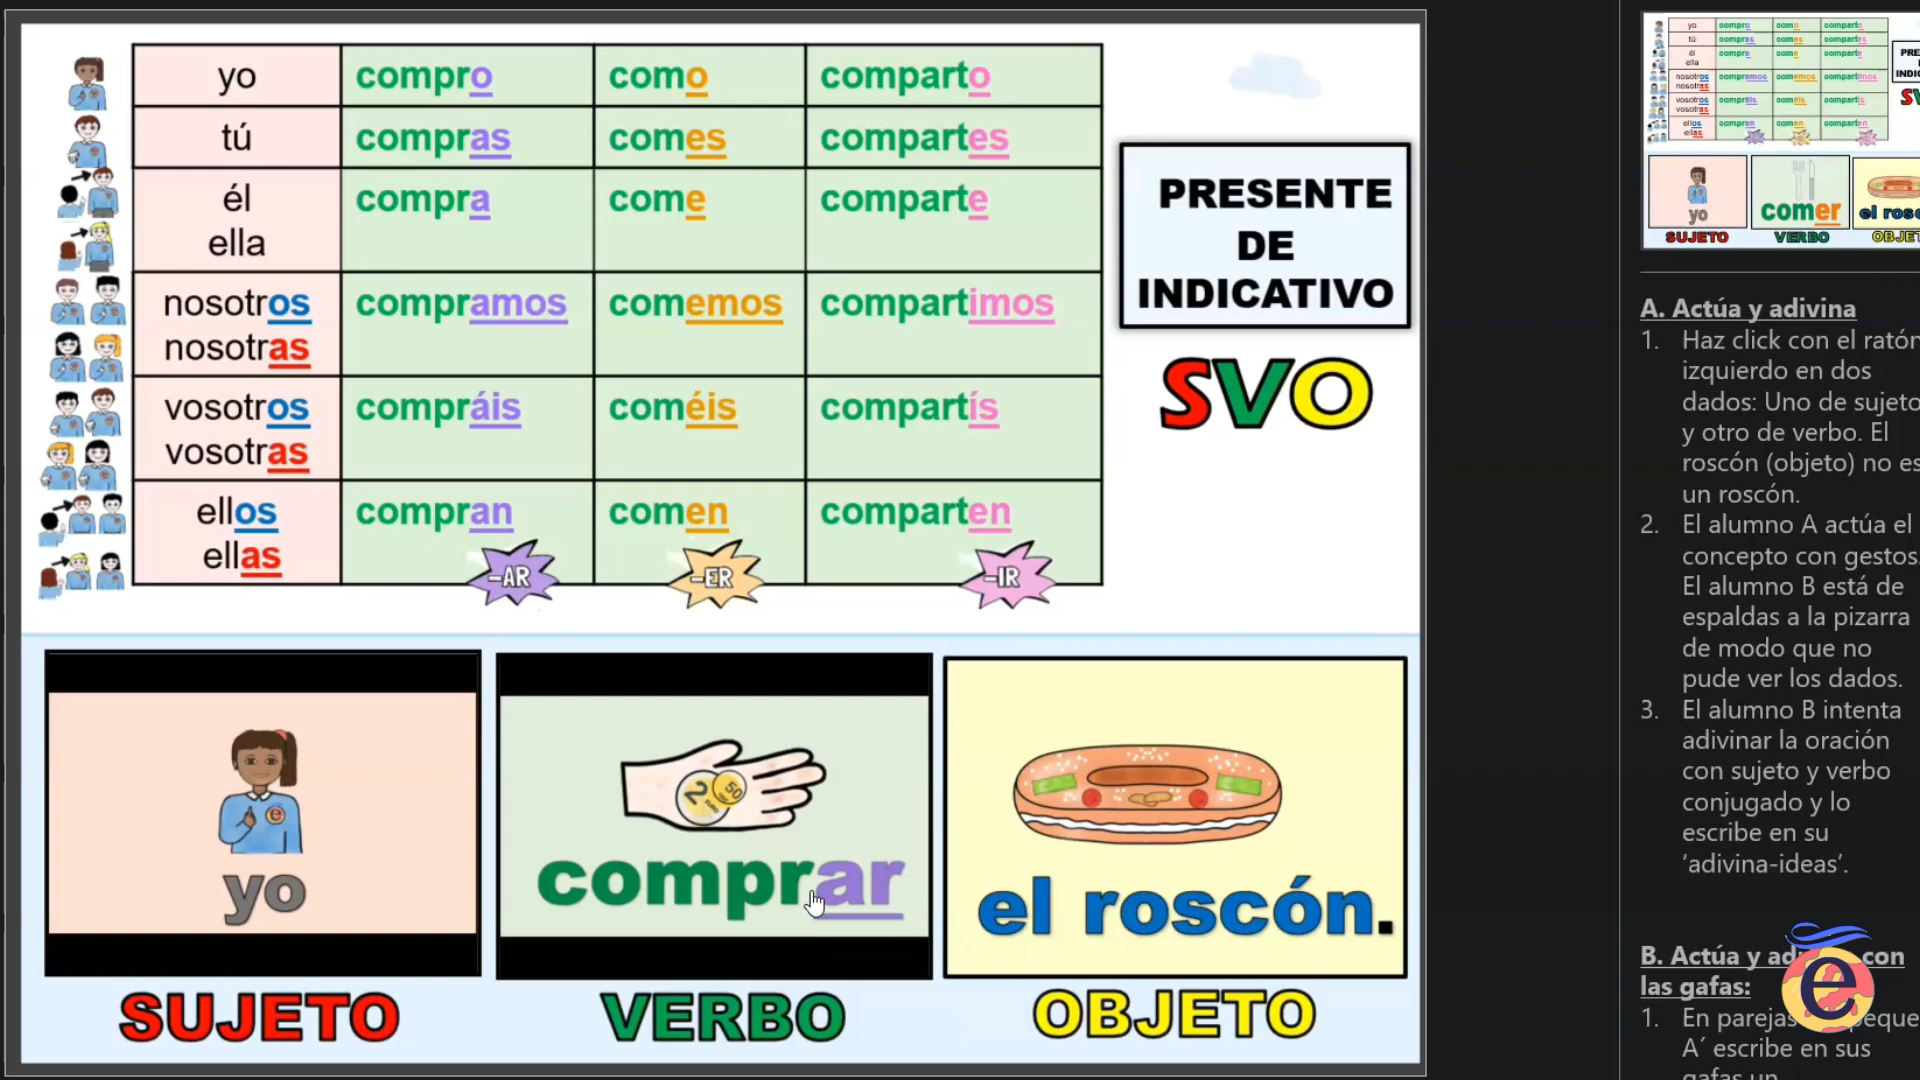 yo compro como comparto
tú compras comes compartes
él compra come comparte
ella
nosotros compramos comemos compartimos
nosotras
vosotros compráis coméis compartís
vosotras
ellos compran comen comparten
ellas
-AR -ER -IR
PRESENTE
DE
INDICATIVO
SVO
yo
comprar
el roscón.
SUJETO
VERBO
OBJETO
yo
comer
SUJETO
VERBO
A. Actúa y adivina
1. Haz click con el ratón
izquierdo en dos
dados: Uno de sujeto
y otro de verbo. El
roscón (objeto) no es
un roscón.
2. El alumno A actúa el
concepto con gestos.
El alumno B está de
espaldas a la pizarra
de modo que no
pude ver los dados.
3. El alumno B intenta
adivinar la oración
con sujeto y verbo
conjugado y lo
escribe en su
‘adivina-ideas’.
B. Actúa y con
las gafas:
1. En parejas
A´ escribe en sus
gafas un